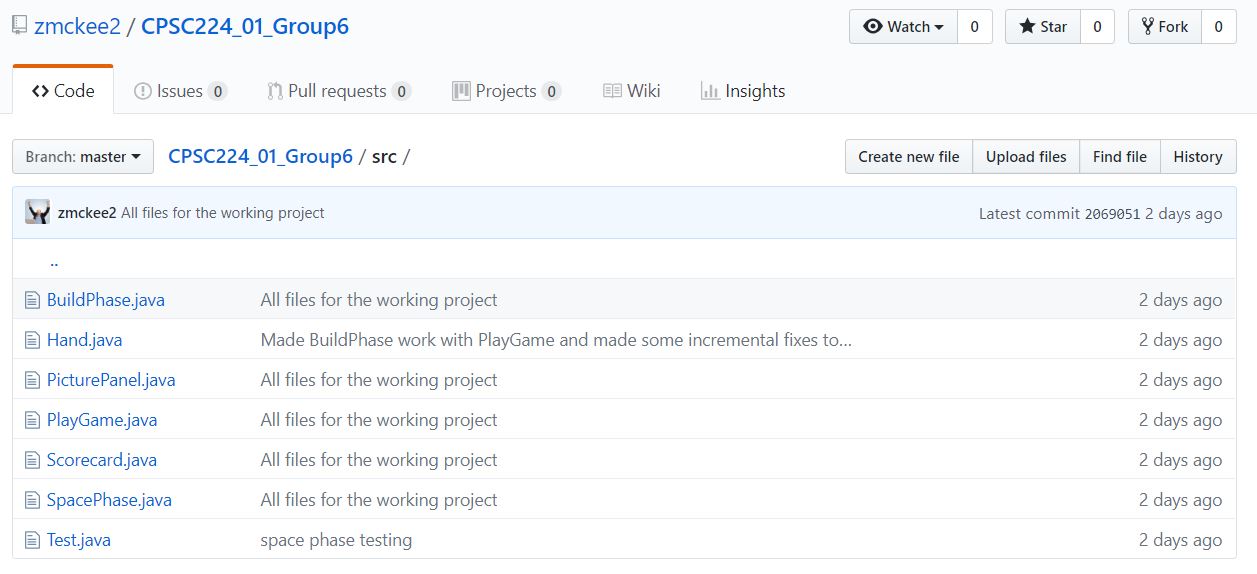 zmckee2 / CPSC224_01_Group6 Watch 0 Star 0 Fork 0
Code Issues 0 Pull requests 0 Projects 0 Wiki Insights
Branch: master CPSC224_01_Group6 / src / Create new file Upload files Find file History
zmckee2 All files for the working project Latest commit 2069051 2 days ago
..
BuildPhase.java All files for the working project 2 days ago
Hand.java Made BuildPhase work with PlayGame and made some incremental fixes to… 2 days ago
PicturePanel.java All files for the working project 2 days ago
PlayGame.java All files for the working project 2 days ago
Scorecard.java All files for the working project 2 days ago
SpacePhase.java All files for the working project 2 days ago
Test.java space phase testing 2 days ago